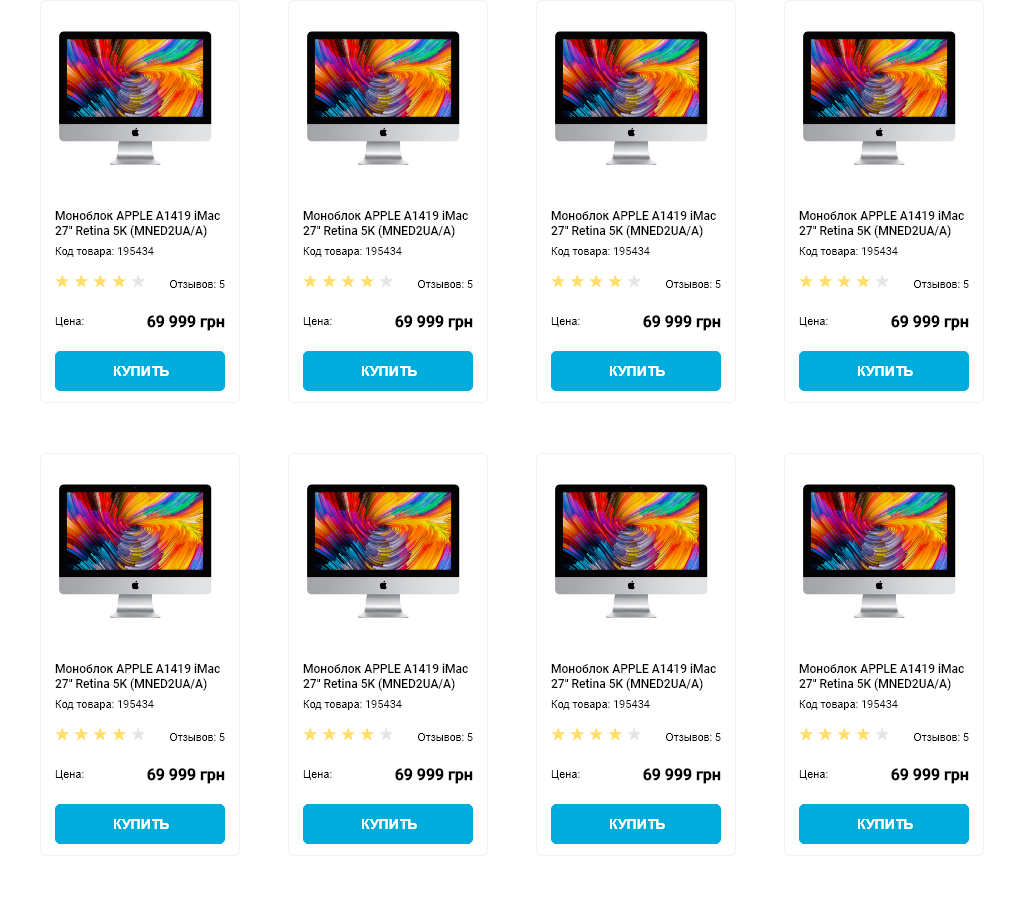 Моноблок APPLE A1419 iMac
27" Retina 5K (MNED2UA/A)
Код товара: 195434
Отзывов: 5
Цена: 69 999 грн
КУПИТЬ
Моноблок APPLE A1419 iMac
27" Retina 5K (MNED2UA/A)
Код товара: 195434
Отзывов: 5
Цена: 69 999 грн
КУПИТЬ
Моноблок APPLE A1419 iMac
27" Retina 5K (MNED2UA/A)
Код товара: 195434
Отзывов: 5
Цена: 69 999 грн
КУПИТЬ
Моноблок APPLE A1419 iMac
27" Retina 5K (MNED2UA/A)
Код товара: 195434
Отзывов: 5
Цена: 69 999 грн
КУПИТЬ
Моноблок APPLE A1419 iMac
27" Retina 5K (MNED2UA/A)
Код товара: 195434
Отзывов: 5
Цена: 69 999 грн
КУПИТЬ
Моноблок APPLE A1419 iMac
27" Retina 5K (MNED2UA/A)
Код товара: 195434
Отзывов: 5
Цена: 69 999 грн
КУПИТЬ
Моноблок APPLE A1419 iMac
27" Retina 5K (MNED2UA/A)
Код товара: 195434
Отзывов: 5
Цена: 69 999 грн
КУПИТЬ
Моноблок APPLE A1419 iMac
27" Retina 5K (MNED2UA/A)
Код товара: 195434
Отзывов: 5
Цена: 69 999 грн
КУПИТЬ